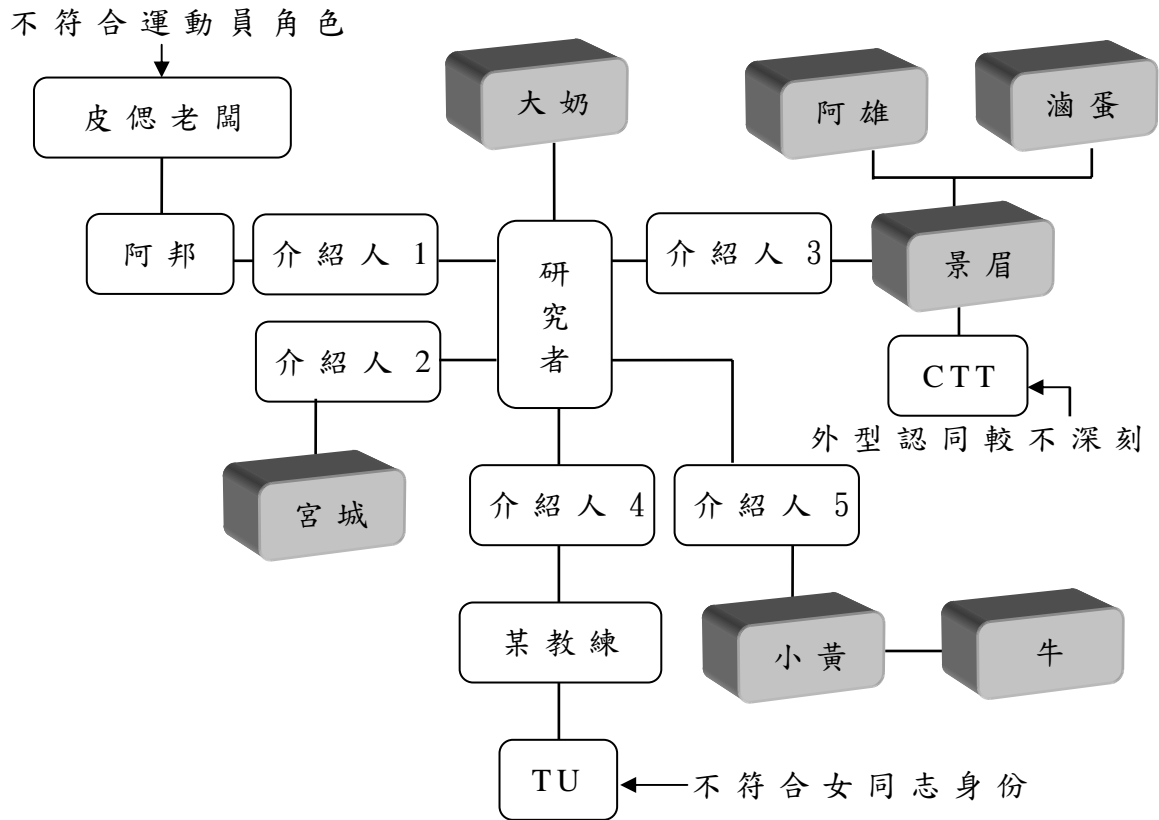 不符合運動員角色
皮偲老闆
大奶
阿雄
滷蛋
阿邦
介紹人 1
研究者
介紹人 3
景眉
介紹人 2
CTT
外型認同較不深刻
宮城
介紹人 4
介紹人 5
某教練
小黃
牛
TU
不符合女同志身份